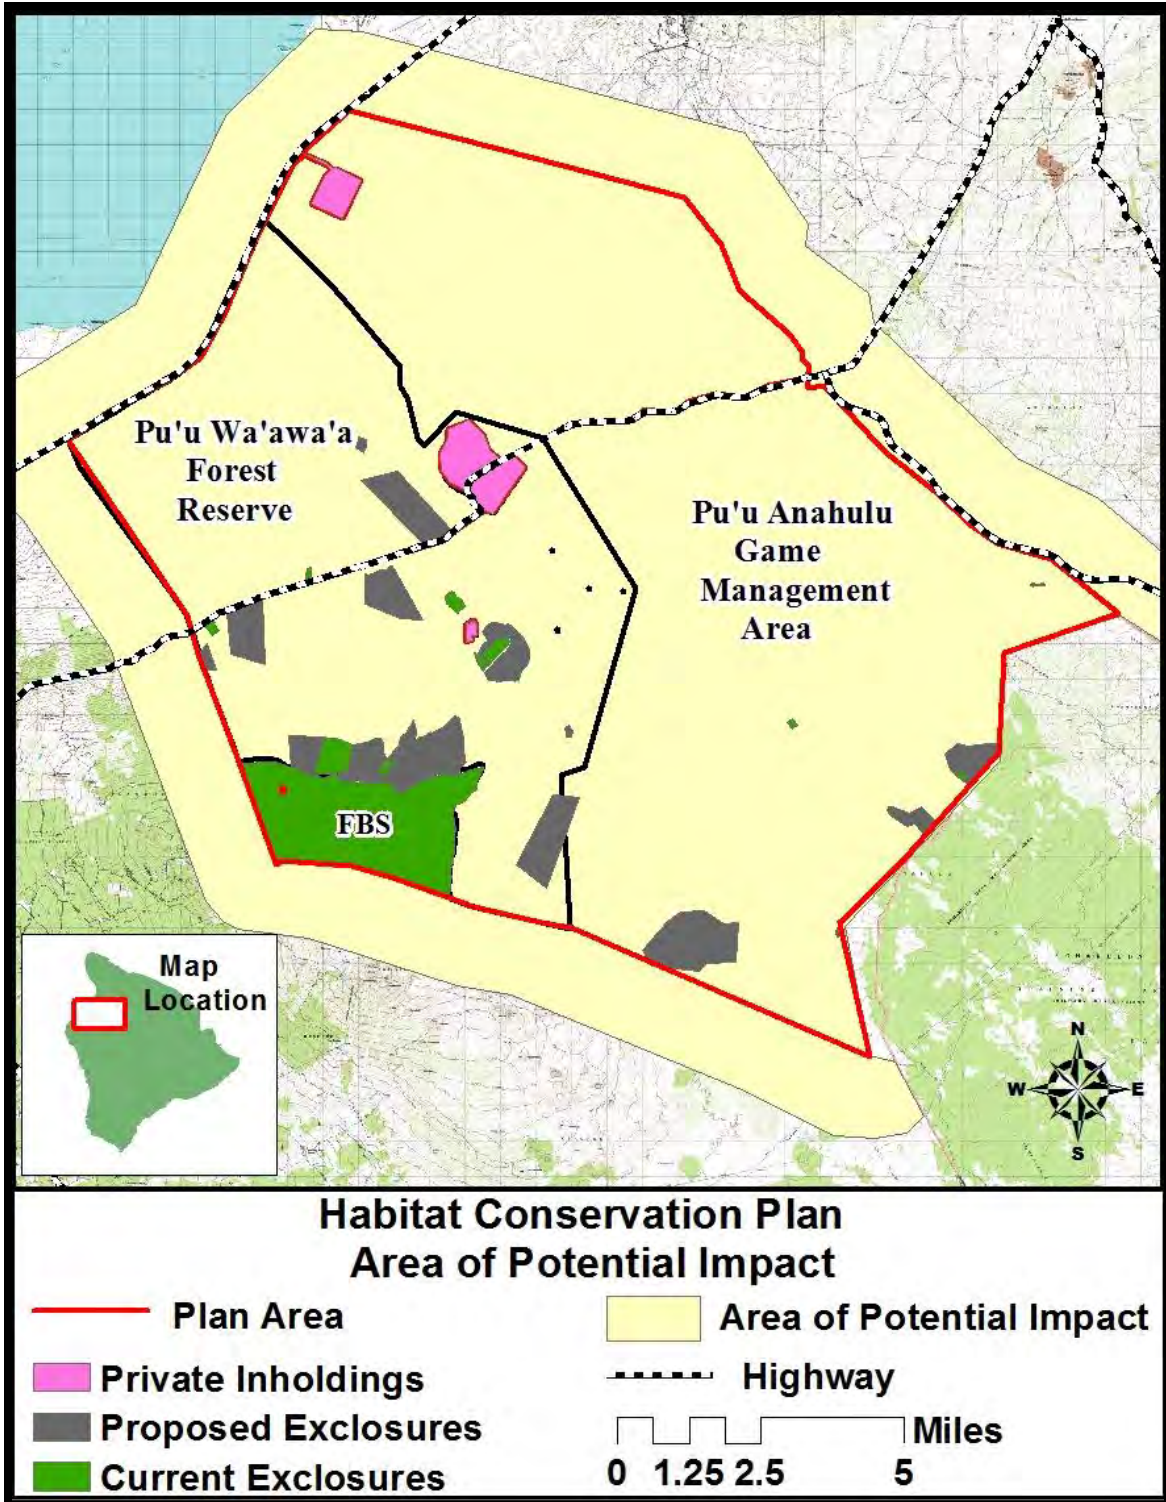 Pu'u Wa'awa'a
Forest
Reserve
Pu'u Anahulu
Game
Management
Area
FBS
Map
Location
N
W
E
S
Habitat Conservation Plan
Area of Potential Impact
Plan Area
Area of Potential Impact
Private Inholdings
Highway
Proposed Exclosures
Miles
Current Exclosures
0 1.25 2.5 5